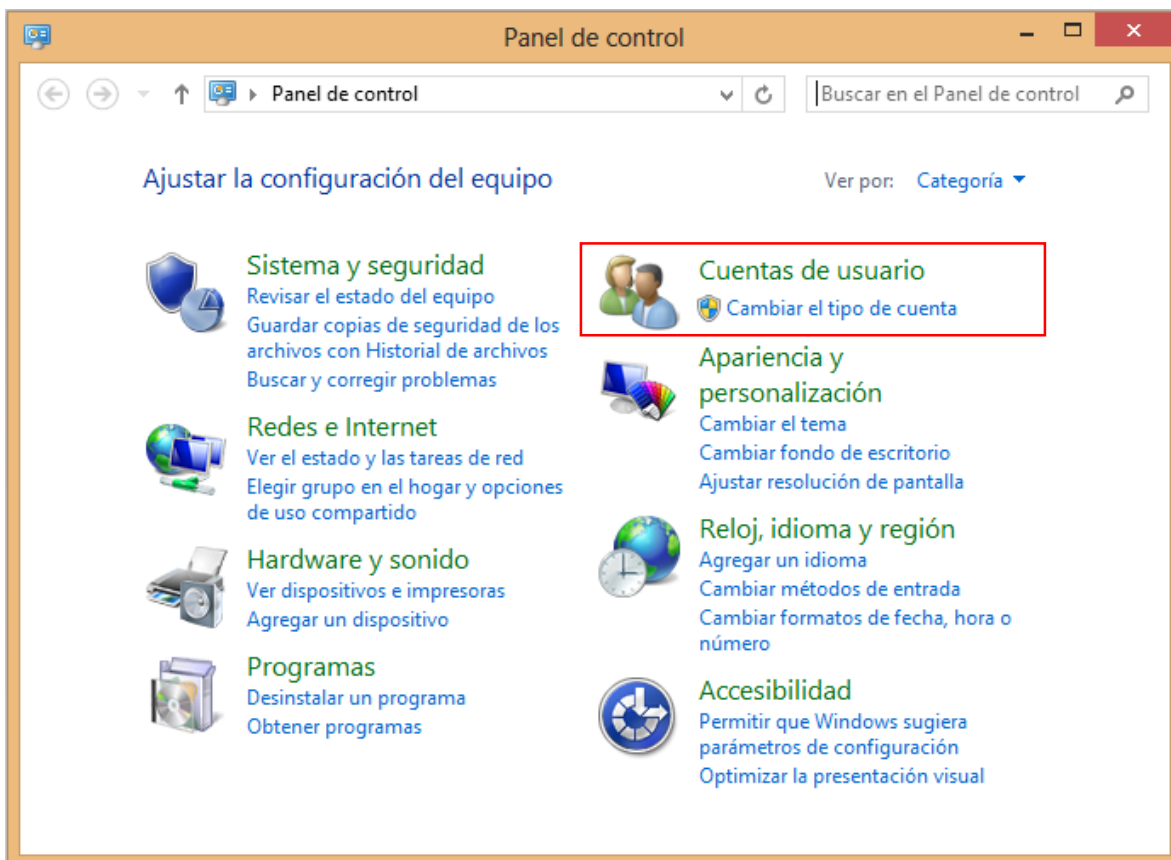 Panel de control
Panel de control
Buscar en el Panel de control
Ajustar la configuración del equipo
Ver por: Categoría
Sistema y seguridad
Revisar el estado del equipo
Guardar copias de seguridad de los
archivos con Historial de archivos
Buscar y corregir problemas
Redes e Internet
Ver el estado y las tareas de red
Elegir grupo en el hogar y opciones
de uso compartido
Hardware y sonido
Ver dispositivos e impresoras
Agregar un dispositivo
Programas
Desinstalar un programa
Obtener programas
Cuentas de usuario
Cambiar el tipo de cuenta
Apariencia y
personalización
Cambiar el tema
Cambiar fondo de escritorio
Ajustar resolución de pantalla
Reloj, idioma y región
Agregar un idioma
Cambiar métodos de entrada
Cambiar formatos de fecha, hora o
número
Accesibilidad
Permitir que Windows sugiera
parámetros de configuración
Optimizar la presentación visual